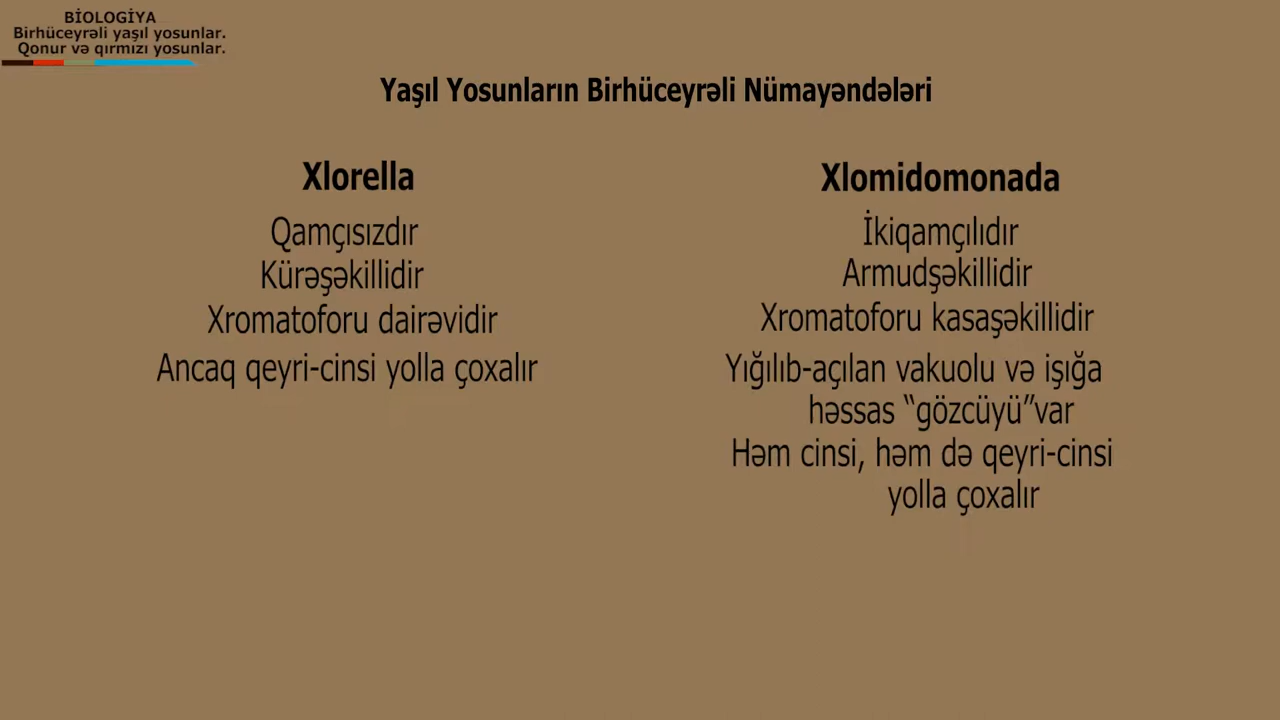 BİOLOGİYA
Birhüceyrəli yaşıl yosunlar.
Qonur və qırmızı yosunlar.
Yaşıl Yosunların Birhüceyrəli Nümayəndələri
Xlorella
Qamçısızdır
Kürəşəkillidir
Xromatoforu dairəvidir
Ancaq qeyri-cinsi yolla çoxalır
Xlomidomonada
İkiqamçılıdır
Armudşəkillidir
Xromatoforu kasaşəkillidir
Yığılıb-açılan vakuolu və işığa
həssas “gözcüyü”var
Həm cinsi, həm də qeyri-cinsi
yolla çoxalır